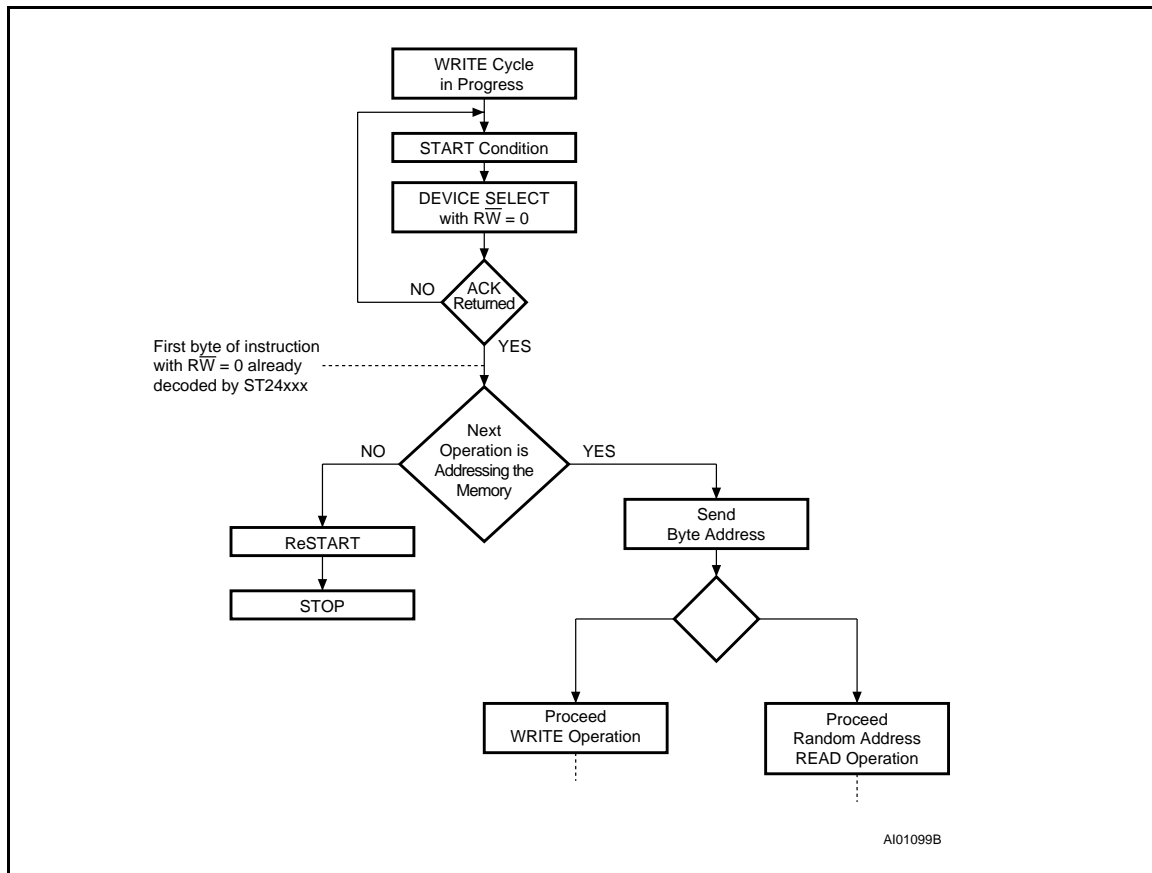 WRITE Cycle
in Progress
START Condition
DEVICE SELECT
with RW̅ = 0
ACK
Returned
NO
YES
First byte of instruction
with RW̅ = 0 already
decoded by ST24xxx
Next
Operation is
Addressing the
Memory
NO
YES
Send
Byte Address
ReSTART
STOP
Proceed
WRITE Operation
Proceed
Random Address
READ Operation
AI01099B